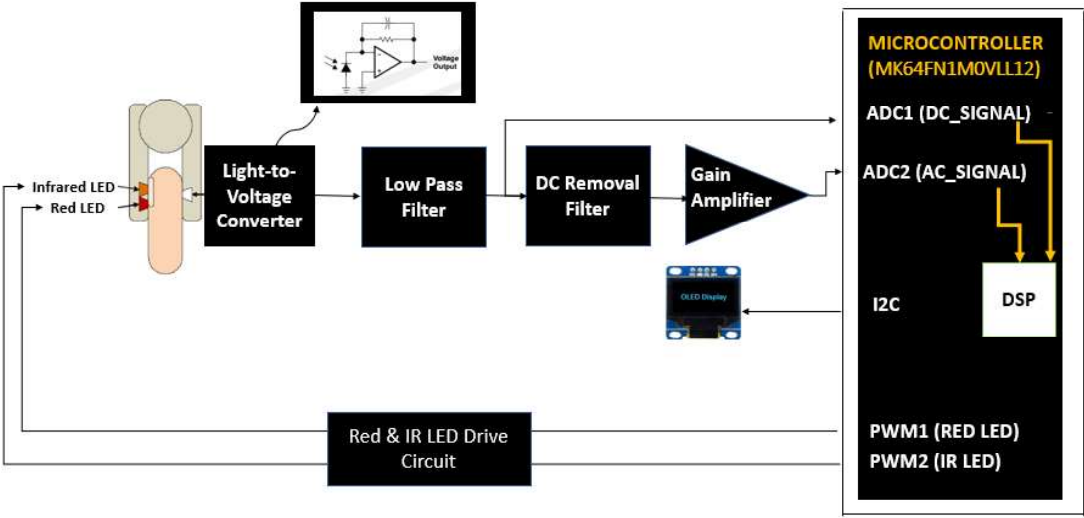 Voltage
Output
MICROCONTROLLER
(MK64FN1M0VLL12)
ADC1 (DC_SIGNAL)
ADC2 (AC_SIGNAL)
Infrared LED
Red LED
Light-to-
Voltage
Converter
Low Pass
Filter
DC Removal
Filter
Gain
Amplifier
OLED Display
I2C
DSP
Red & IR LED Drive
Circuit
PWM1 (RED LED)
PWM2 (IR LED)